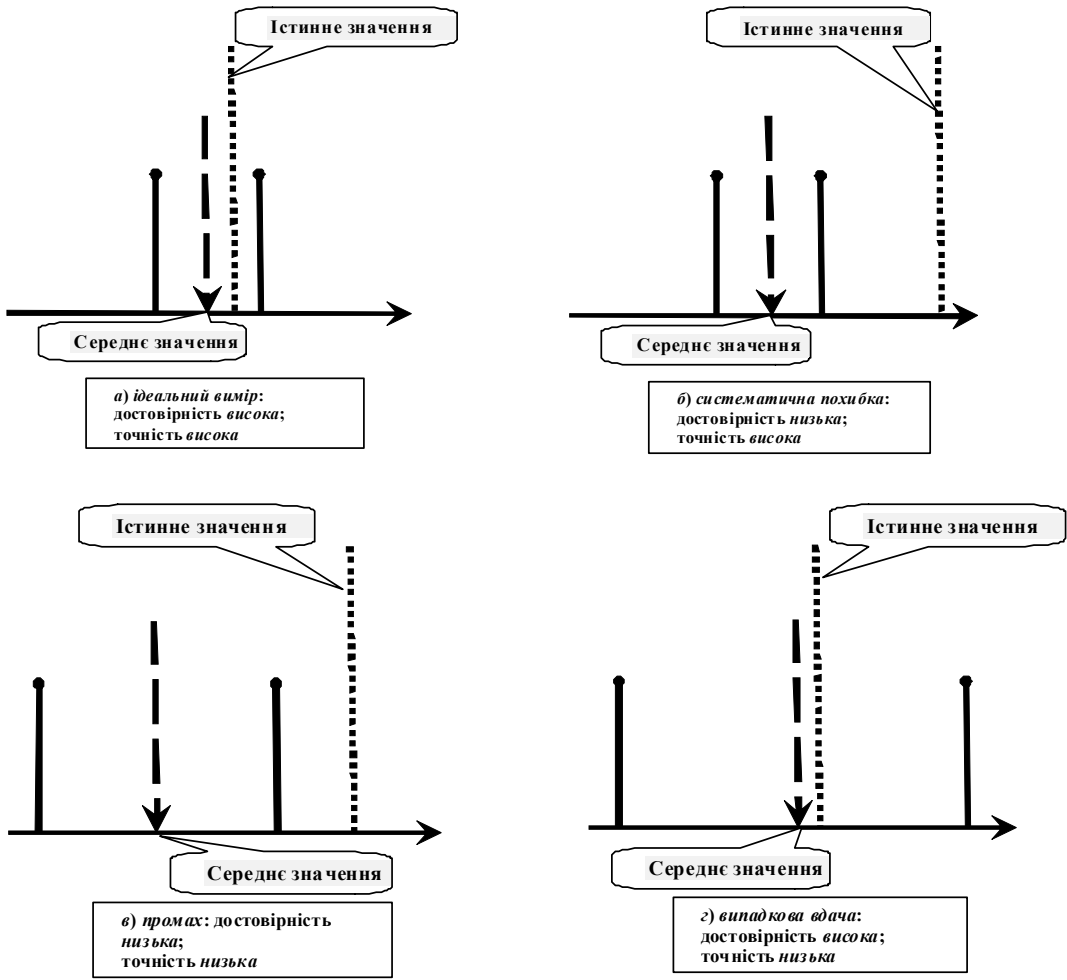 Істинне значення
Істинне значення
Середнє значення
Середнє значення
а) ідеальний вимір:
достовірність висока;
точність висока
б) систематична похибка:
достовірність низька;
точність висока
Істинне значення
Істинне значення
Середнє значення
Середнє значення
в) промах: достовірність
низька;
точність низька
г) випадкова вдача:
достовірність висока;
точність низька